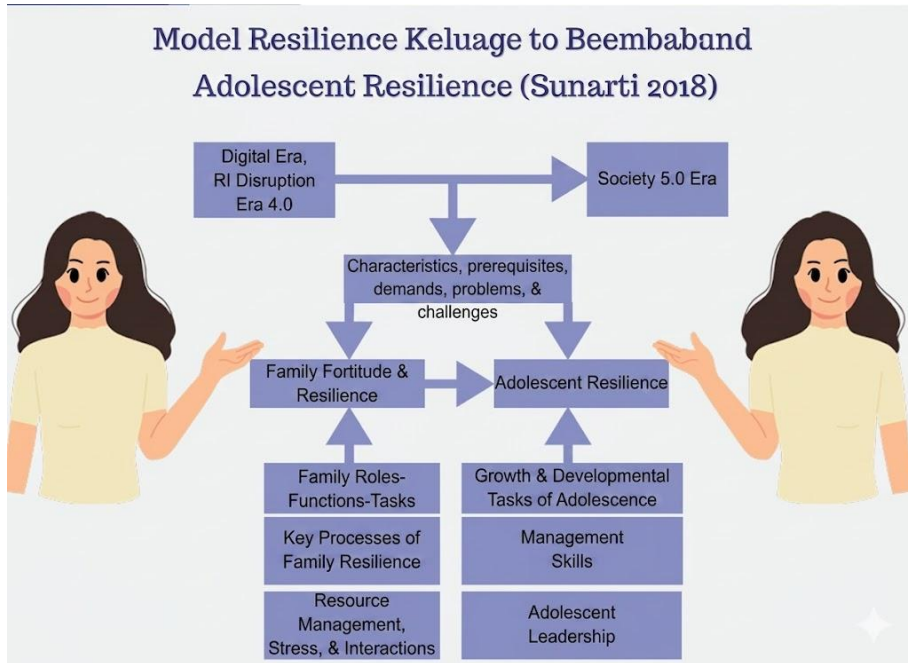 Model Resilience Keluage to Beembaband
Adolescent Resilience (Sunarti 2018)
Digital Era,
RI Disruption
Era 4.0
Society 5.0 Era
Characteristics, prerequisites,
demands, problems, &
challenges
Family Fortitude &
Resilience
Adolescent Resilience
Family Roles-
Functions-Tasks
Growth & Developmental
Tasks of Adolescence
Key Processes of
Family Resilience
Management
Skills
Resource
Management,
Stress, & Interactions
Adolescent
Leadership